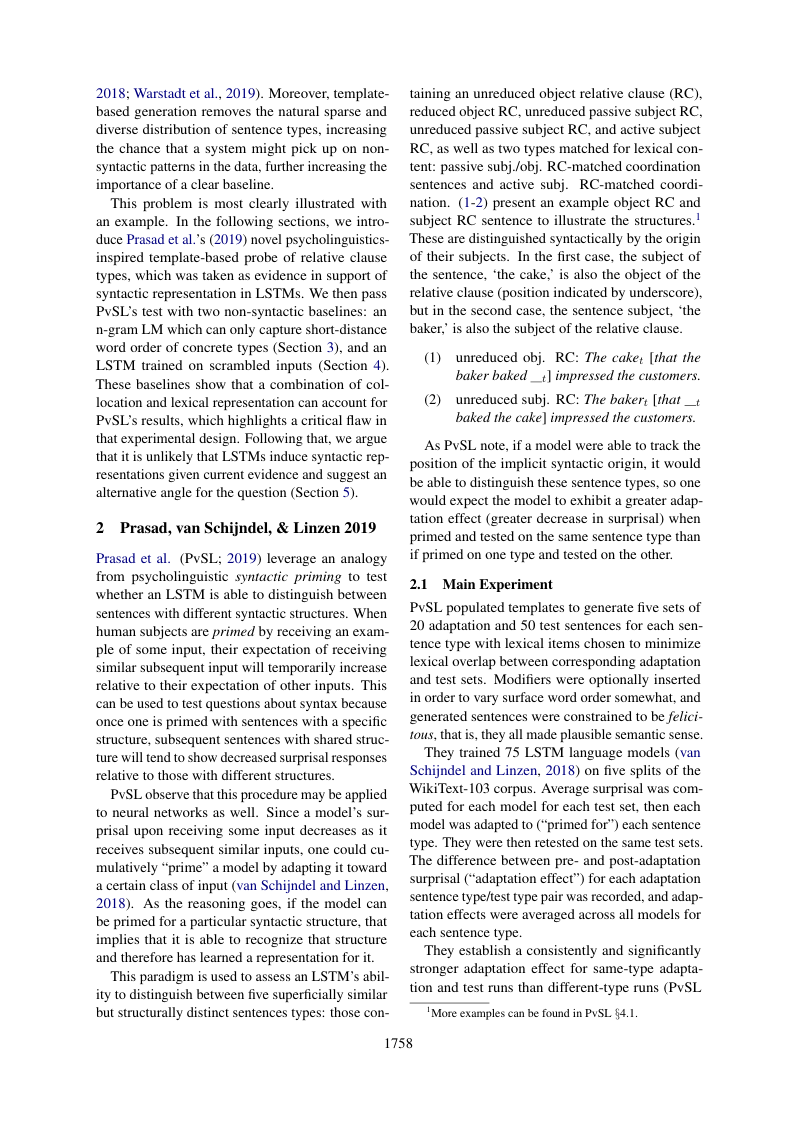 2018; Warstadt et al., 2019). Moreover, template-
based generation removes the natural sparse and
diverse distribution of sentence types, increasing
the chance that a system might pick up on non-
syntactic patterns in the data, further increasing the
importance of a clear baseline.
This problem is most clearly illustrated with
an example. In the following sections, we intro-
duce Prasad et al.'s (2019) novel psycholinguistics-
inspired template-based probe of relative clause
types, which was taken as evidence in support of
syntactic representation in LSTMs. We then pass
PvSL's test with two non-syntactic baselines: an
n-gram LM which can only capture short-distance
word order of concrete types (Section 3), and an
LSTM trained on scrambled inputs (Section 4).
These baselines show that a combination of col-
location and lexical representation can account for
PvSL's results, which highlights a critical flaw in
that experimental design. Following that, we argue
that it is unlikely that LSTMs induce syntactic rep-
resentations given current evidence and suggest an
alternative angle for the question (Section 5).
2 Prasad, van Schijndel, & Linzen 2019
Prasad et al. (PvSL; 2019) leverage an analogy
from psycholinguistic syntactic priming to test
whether an LSTM is able to distinguish between
sentences with different syntactic structures. When
human subjects are primed by receiving an exam-
ple of some input, their expectation of receiving
similar subsequent input will temporarily increase
relative to their expectation of other inputs. This
can be used to test questions about syntax because
once one is primed with sentences with a specific
structure, subsequent sentences with shared struc-
ture will tend to show decreased surprisal responses
relative to those with different structures.
PvSL observe that this procedure may be applied
to neural networks as well. Since a model's sur-
prisal upon receiving some input decreases as it
receives subsequent similar inputs, one could cu-
mulatively “prime” a model by adapting it toward
a certain class of input (van Schijndel and Linzen,
2018). As the reasoning goes, if the model can
be primed for a particular syntactic structure, that
implies that it is able to recognize that structure
and therefore has learned a representation for it.
This paradigm is used to assess an LSTM's abil-
ity to distinguish between five superficially similar
but structurally distinct sentences types: those con-
taining an unreduced object relative clause (RC),
reduced object RC, unreduced passive subject RC,
unreduced passive subject RC, and active subject
RC, as well as two types matched for lexical con-
tent: passive subj./obj. RC-matched coordination
sentences and active subj. RC-matched coordi-
nation. (1-2) present an example object RC and
subject RC sentence to illustrate the structures.1
These are distinguished syntactically by the origin
of their subjects. In the first case, the subject of
the sentence, ‘the cake,’ is also the object of the
relative clause (position indicated by underscore),
but in the second case, the sentence subject, ‘the
baker,’ is also the subject of the relative clause.
(1) unreduced obj. RC: The caket [that the
baker baked __t] impressed the customers.
(2) unreduced subj. RC: The bakert [that __t
baked the cake] impressed the customers.
As PvSL note, if a model were able to track the
position of the implicit syntactic origin, it would
be able to distinguish these sentence types, so one
would expect the model to exhibit a greater adap-
tation effect (greater decrease in surprisal) when
primed and tested on the same sentence type than
if primed on one type and tested on the other.
2.1 Main Experiment
PvSL populated templates to generate five sets of
20 adaptation and 50 test sentences for each sen-
tence type with lexical items chosen to minimize
lexical overlap between corresponding adaptation
and test sets. Modifiers were optionally inserted
in order to vary surface word order somewhat, and
generated sentences were constrained to be felici-
tous, that is, they all made plausible semantic sense.
They trained 75 LSTM language models (van
Schijndel and Linzen, 2018) on five splits of the
WikiText-103 corpus. Average surprisal was com-
puted for each model for each test set, then each
model was adapted to (“primed for”) each sentence
type. They were then retested on the same test sets.
The difference between pre- and post-adaptation
surprisal (“adaptation effect”) for each adaptation
sentence type/test type pair was recorded, and adap-
tation effects were averaged across all models for
each sentence type.
They establish a consistently and significantly
stronger adaptation effect for same-type adapta-
tion and test runs than different-type runs (PvSL
1More examples can be found in PvSL §4.1.
1758